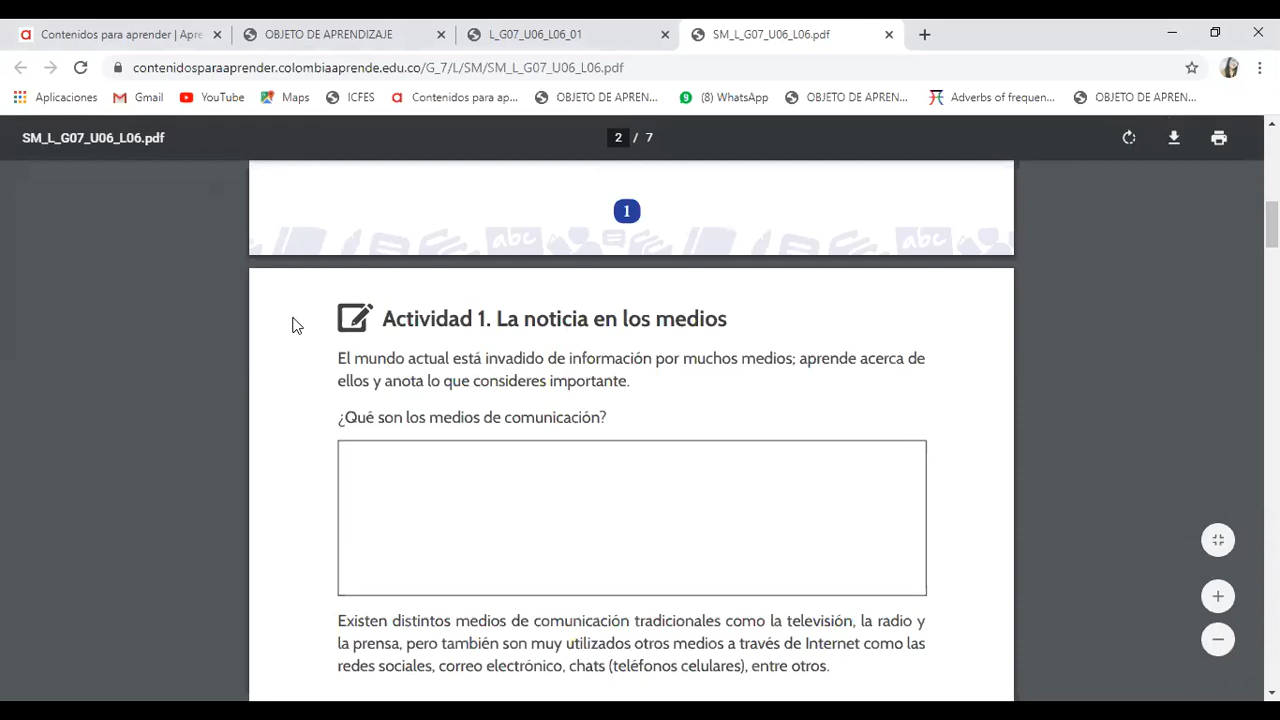 Contenidos para aprender | Apre
OBJETO DE APRENDIZAJE
L_G07_U06_L06_01
SM_L_G07_U06_L06.pdf
contenidosparaaprender.colombiaaprende.edu.co/G_7/L/SM/SM_L_G07_U06_L06.pdf
Aplicaciones
Gmail
YouTube
Maps
ICFES
Contenidos para ap...
OBJETO DE APREN...
(8) WhatsApp
OBJETO DE APREN...
Adverbs of frequen...
OBJETO DE APREN...
SM_L_G07_U06_L06.pdf
2 / 7
1
abc
abc
Actividad 1. La noticia en los medios
El mundo actual está invadido de información por muchos medios; aprende acerca de
ellos y anota lo que consideres importante.
¿Qué son los medios de comunicación?
Existen distintos medios de comunicación tradicionales como la televisión, la radio y
la prensa, pero también son muy utilizados otros medios a través de Internet como las
redes sociales, correo electrónico, chats (teléfonos celulares), entre otros.